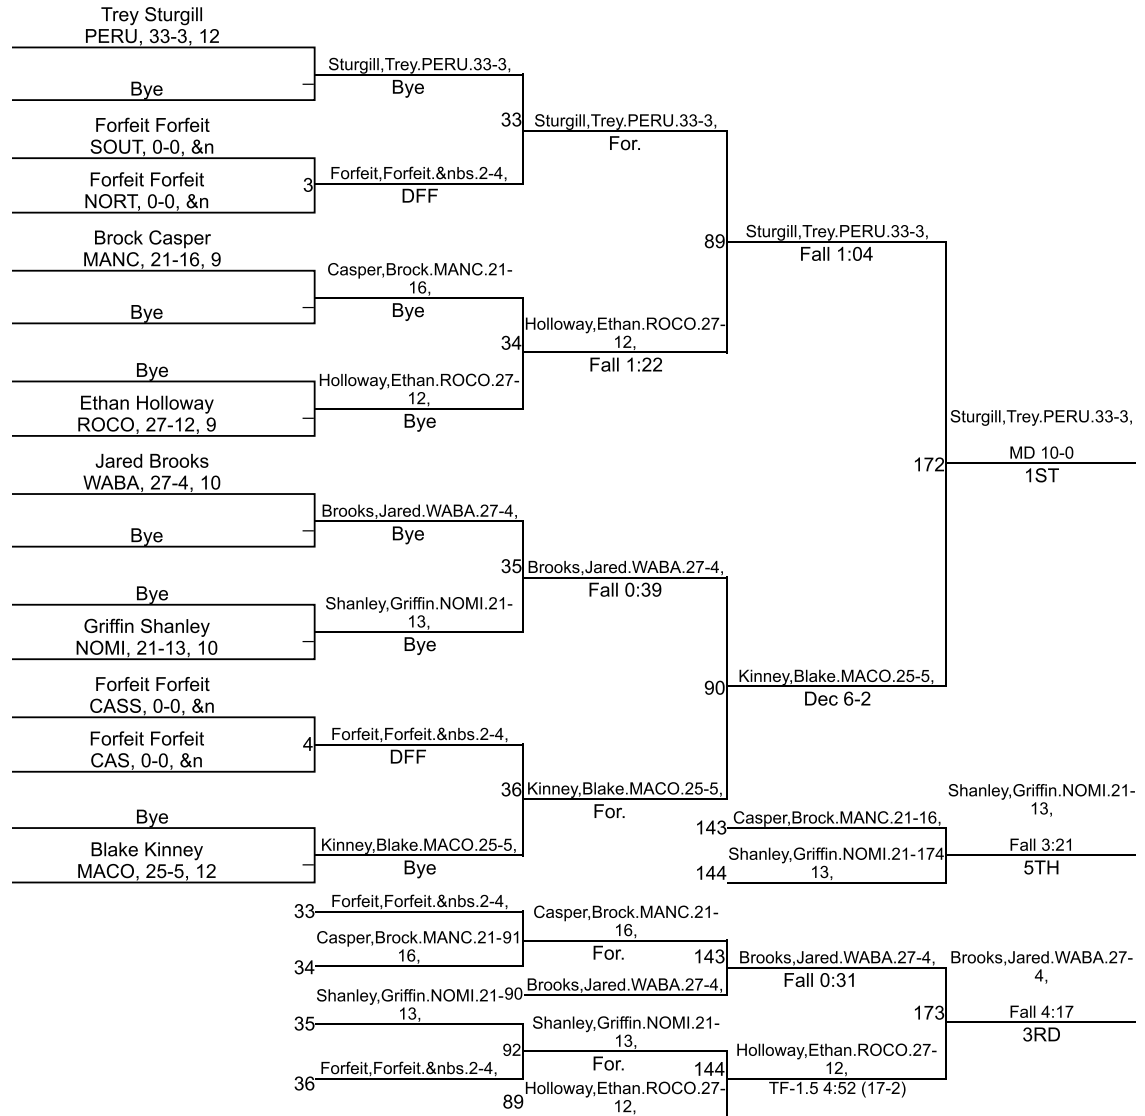 Trey Sturgill
PERU, 33-3, 12
Bye
Sturgill,Trey.PERU.33-3,
Bye
33
Sturgill,Trey.PERU.33-3,
For.
Forfeit Forfeit
SOUT, 0-0, &n
Forfeit Forfeit
NORT, 0-0, &n
3
Forfeit,Forfeit.&nbs.2-4,
DFF
Brock Casper
MANC, 21-16, 9
Bye
Casper,Brock.MANC.21-
16,
Bye
89
Sturgill,Trey.PERU.33-3,
Fall 1:04
34
Holloway,Ethan.ROCO.27-
12,
Fall 1:22
Bye
Ethan Holloway
ROCO, 27-12, 9
Holloway,Ethan.ROCO.27-
12,
Bye
Sturgill,Trey.PERU.33-3,
172
MD 10-0
1ST
Jared Brooks
WABA, 27-4, 10
Bye
Brooks,Jared.WABA.27-4,
Bye
35
Brooks,Jared.WABA.27-4,
Fall 0:39
Bye
Griffin Shanley
NOMI, 21-13, 10
Shanley,Griffin.NOMI.21-
13,
Bye
90
Kinney,Blake.MACO.25-5,
Dec 6-2
Forfeit Forfeit
CASS, 0-0, &n
Forfeit Forfeit
CAS, 0-0, &n
4
Forfeit,Forfeit.&nbs.2-4,
DFF
36
Kinney,Blake.MACO.25-5,
For.
Bye
Blake Kinney
MACO, 25-5, 12
Kinney,Blake.MACO.25-5,
Bye
143
Casper,Brock.MANC.21-16,
144
Shanley,Griffin.NOMI.21-
13,
174
Shanley,Griffin.NOMI.21-
13,
Fall 3:21
5TH
33
Forfeit,Forfeit.&nbs.2-4,
34
Casper,Brock.MANC.21-
16,
91
Casper,Brock.MANC.21-
16,
For.
90
Brooks,Jared.WABA.27-4,
143
Brooks,Jared.WABA.27-4,
Fall 0:31
Brooks,Jared.WABA.27-
4,
173
Fall 4:17
3RD
35
Shanley,Griffin.NOMI.21-
13,
36
Forfeit,Forfeit.&nbs.2-4,
92
Shanley,Griffin.NOMI.21-
13,
For.
89
Holloway,Ethan.ROCO.27-
12,
144
Holloway,Ethan.ROCO.27-
12,
TF-1.5 4:52 (17-2)